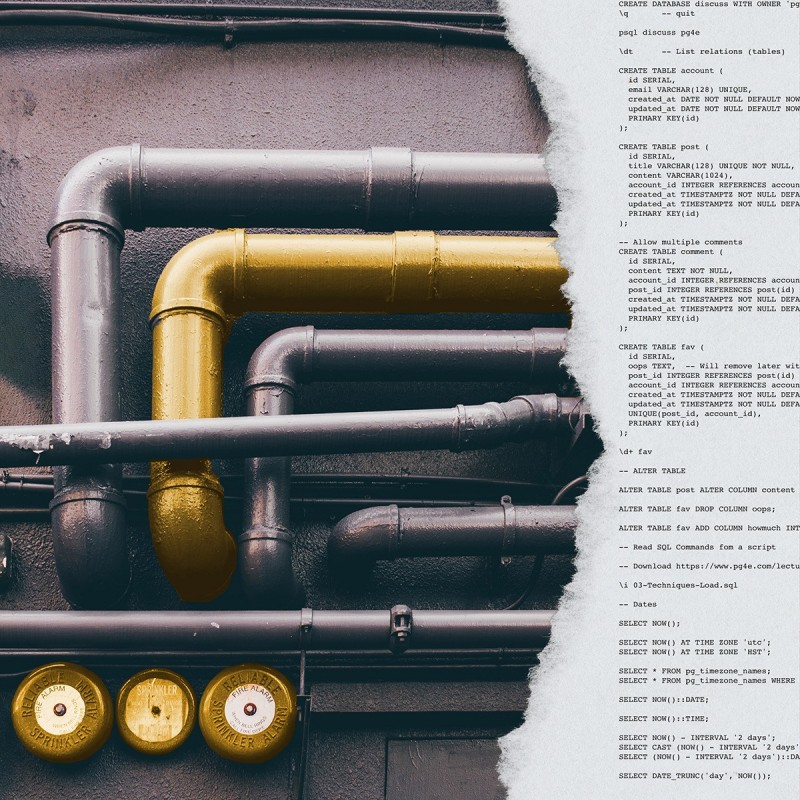 CREATE DATABASE discuss WITH OWNER 'pg
\q -- quit
psql discuss pg4e
\dt -- List relations (tables)
CREATE TABLE account (
id SERIAL,
email VARCHAR(128) UNIQUE,
created_at DATE NOT NULL DEFAULT NOW
updated_at DATE NOT NULL DEFAULT NOW
PRIMARY KEY(id)
);
CREATE TABLE post (
id SERIAL,
title VARCHAR(128) UNIQUE NOT NULL,
content VARCHAR(1024),
account_id INTEGER REFERENCES accoun
created_at TIMESTAMPTZ NOT NULL DEFA
updated_at TIMESTAMPTZ NOT NULL DEFA
PRIMARY KEY(id)
);
-- Allow multiple comments
CREATE TABLE comment (
id SERIAL,
content TEXT NOT NULL,
account_id INTEGER REFERENCES accoun
post_id INTEGER REFERENCES post(id)
created_at TIMESTAMPTZ NOT NULL DEFA
updated_at TIMESTAMPTZ NOT NULL DEFA
PRIMARY KEY(id)
);
CREATE TABLE fav (
id SERIAL,
oops TEXT, -- Will remove later wit
post_id INTEGER REFERENCES post(id)
account_id INTEGER REFERENCES accoun
created_at TIMESTAMPTZ NOT NULL DEFA
updated_at TIMESTAMPTZ NOT NULL DEFA
UNIQUE(post_id, account_id),
PRIMARY KEY(id)
);
\d+ fav
-- ALTER TABLE
ALTER TABLE post ALTER COLUMN content
ALTER TABLE fav DROP COLUMN oops;
ALTER TABLE fav ADD COLUMN howmuch INT
-- Read SQL Commands fom a script
-- Download https://www.pg4e.com/lectu
\i 03-Techniques-Load.sql
-- Dates
SELECT NOW();
SELECT NOW() AT TIME ZONE 'utc';
SELECT NOW() AT TIME ZONE 'HST';
SELECT * FROM pg_timezone_names;
SELECT * FROM pg_timezone_names WHERE
SELECT NOW()::DATE;
SELECT NOW()::TIME;
SELECT NOW() - INTERVAL '2 days';
SELECT CAST (NOW() - INTERVAL '2 days'
SELECT (NOW() - INTERVAL '2 days')::DA
SELECT DATE_TRUNC('day', NOW());
RELIABLE
FIRE ALARM
SPRINKLER
SPRINKLER
RELIABLE
FIRE ALARM
SPRINKLER ALARM